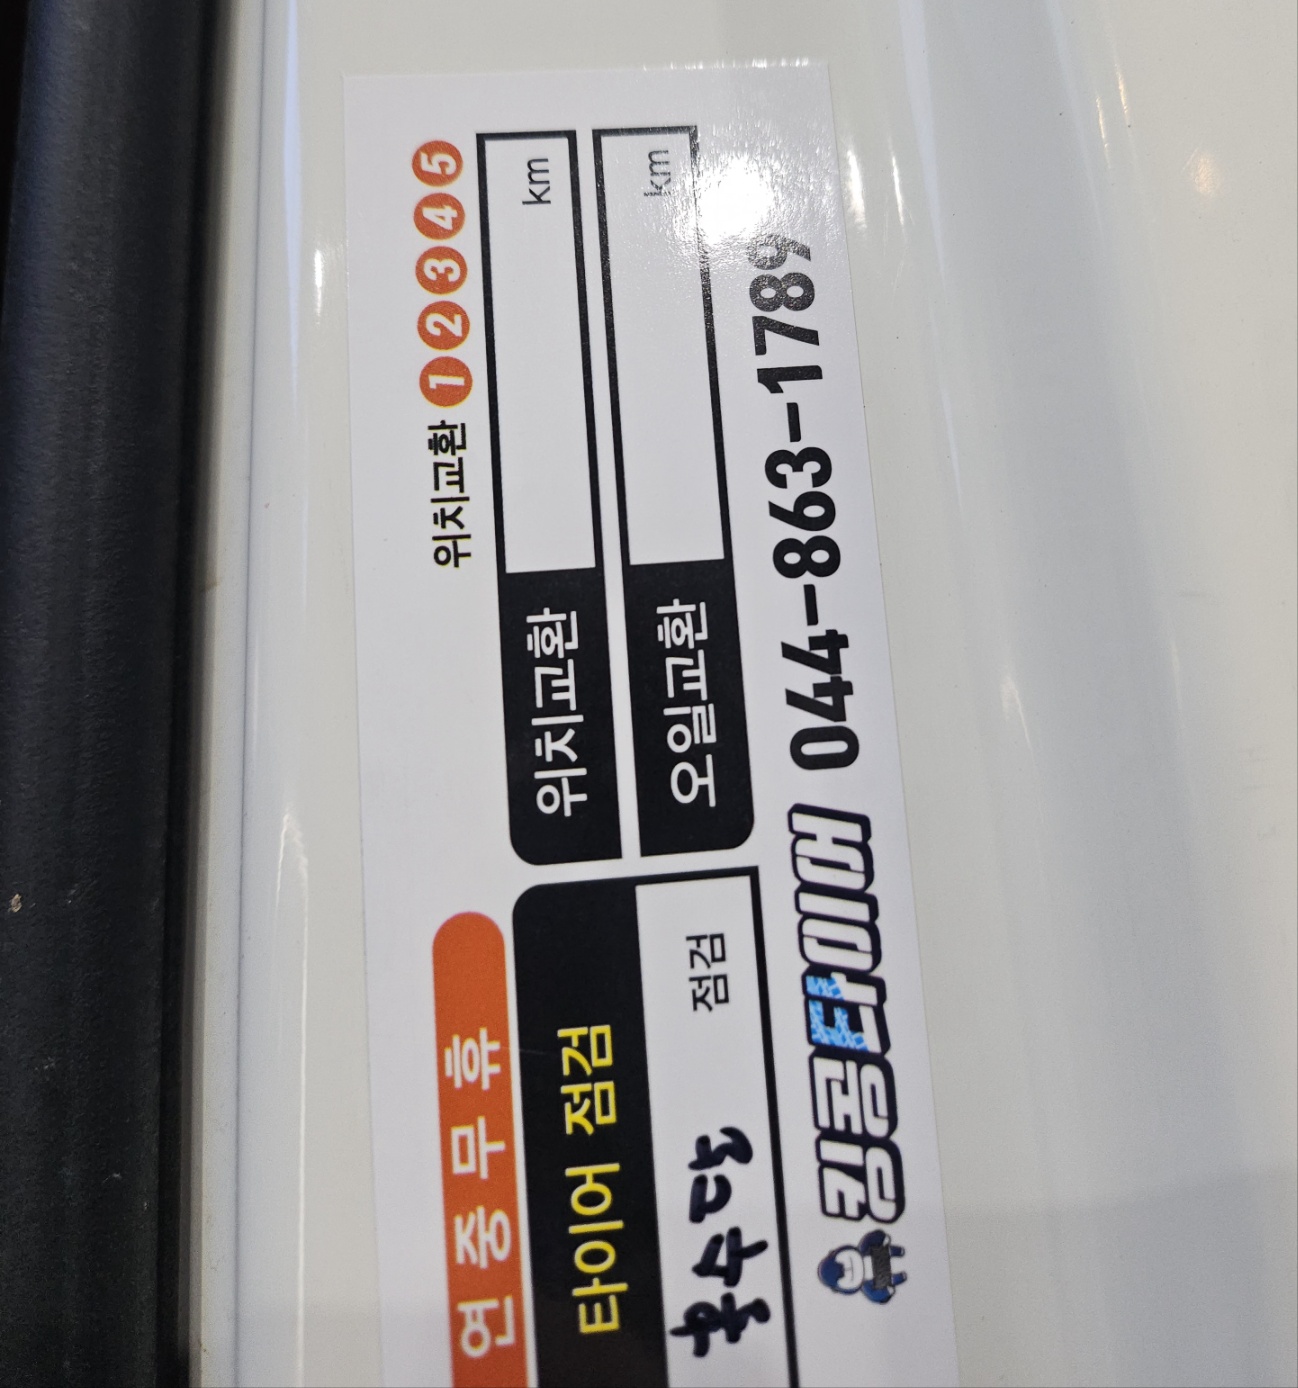 연중무휴
위치교환 1 2 3 4 5
타이어 점검
위치교환 km
점검
오일교환 km
킹콩타이어 044-863-1789